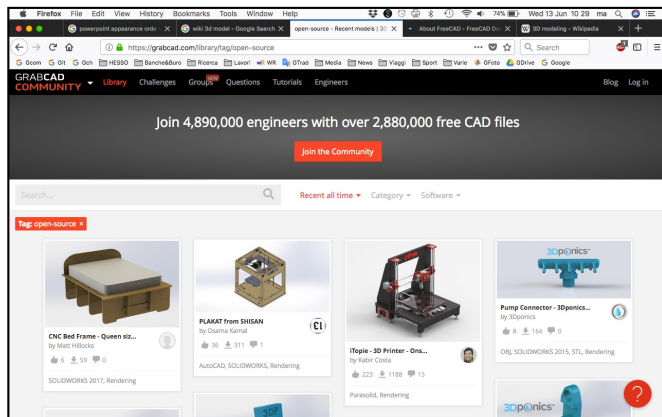 Firefox File Edit View History Bookmarks Tools Window Help 74% Wed 13 Jun 10 29 ma
powerpoint appearance orde × wiki 3d model - Google Search × open-source - Recent models | 3D × About FreeCAD - FreeCAD Do × 3D modeling - Wikipedia × +
https://grabcad.com/library/tag/open-source Search
Gcom Git Gch HESSO Banche&Buro Ricerca Lavori WR GTrad Media News Viaggi Sport Varie GFoto GDrive Google
GRABCAD
COMMUNITY Library Challenges Groups NEW Questions Tutorials Engineers Blog Log in
Join 4,890,000 engineers with over 2,880,000 free CAD files
Join the Community
Search... Recent all time Category Software
Tag: open-source ×
CNC Bed Frame - Queen siz...
by Matt Hillocks
6 59 0
SOLIDWORKS 2017, Rendering
PLAKAT from SHISAN
by Osama Kamal
36 311 1
AutoCAD, SOLIDWORKS, Rendering
iTopie - 3D Printer - Ons...
by Kabir Costa
223 1188 15
Parasolid, Rendering
3Dponics
Pump Connector - 3Dponics...
by 3Dponics
8 164 0
OBJ, SOLIDWORKS 2015, STL, Rendering
3DP
3Dponics
?